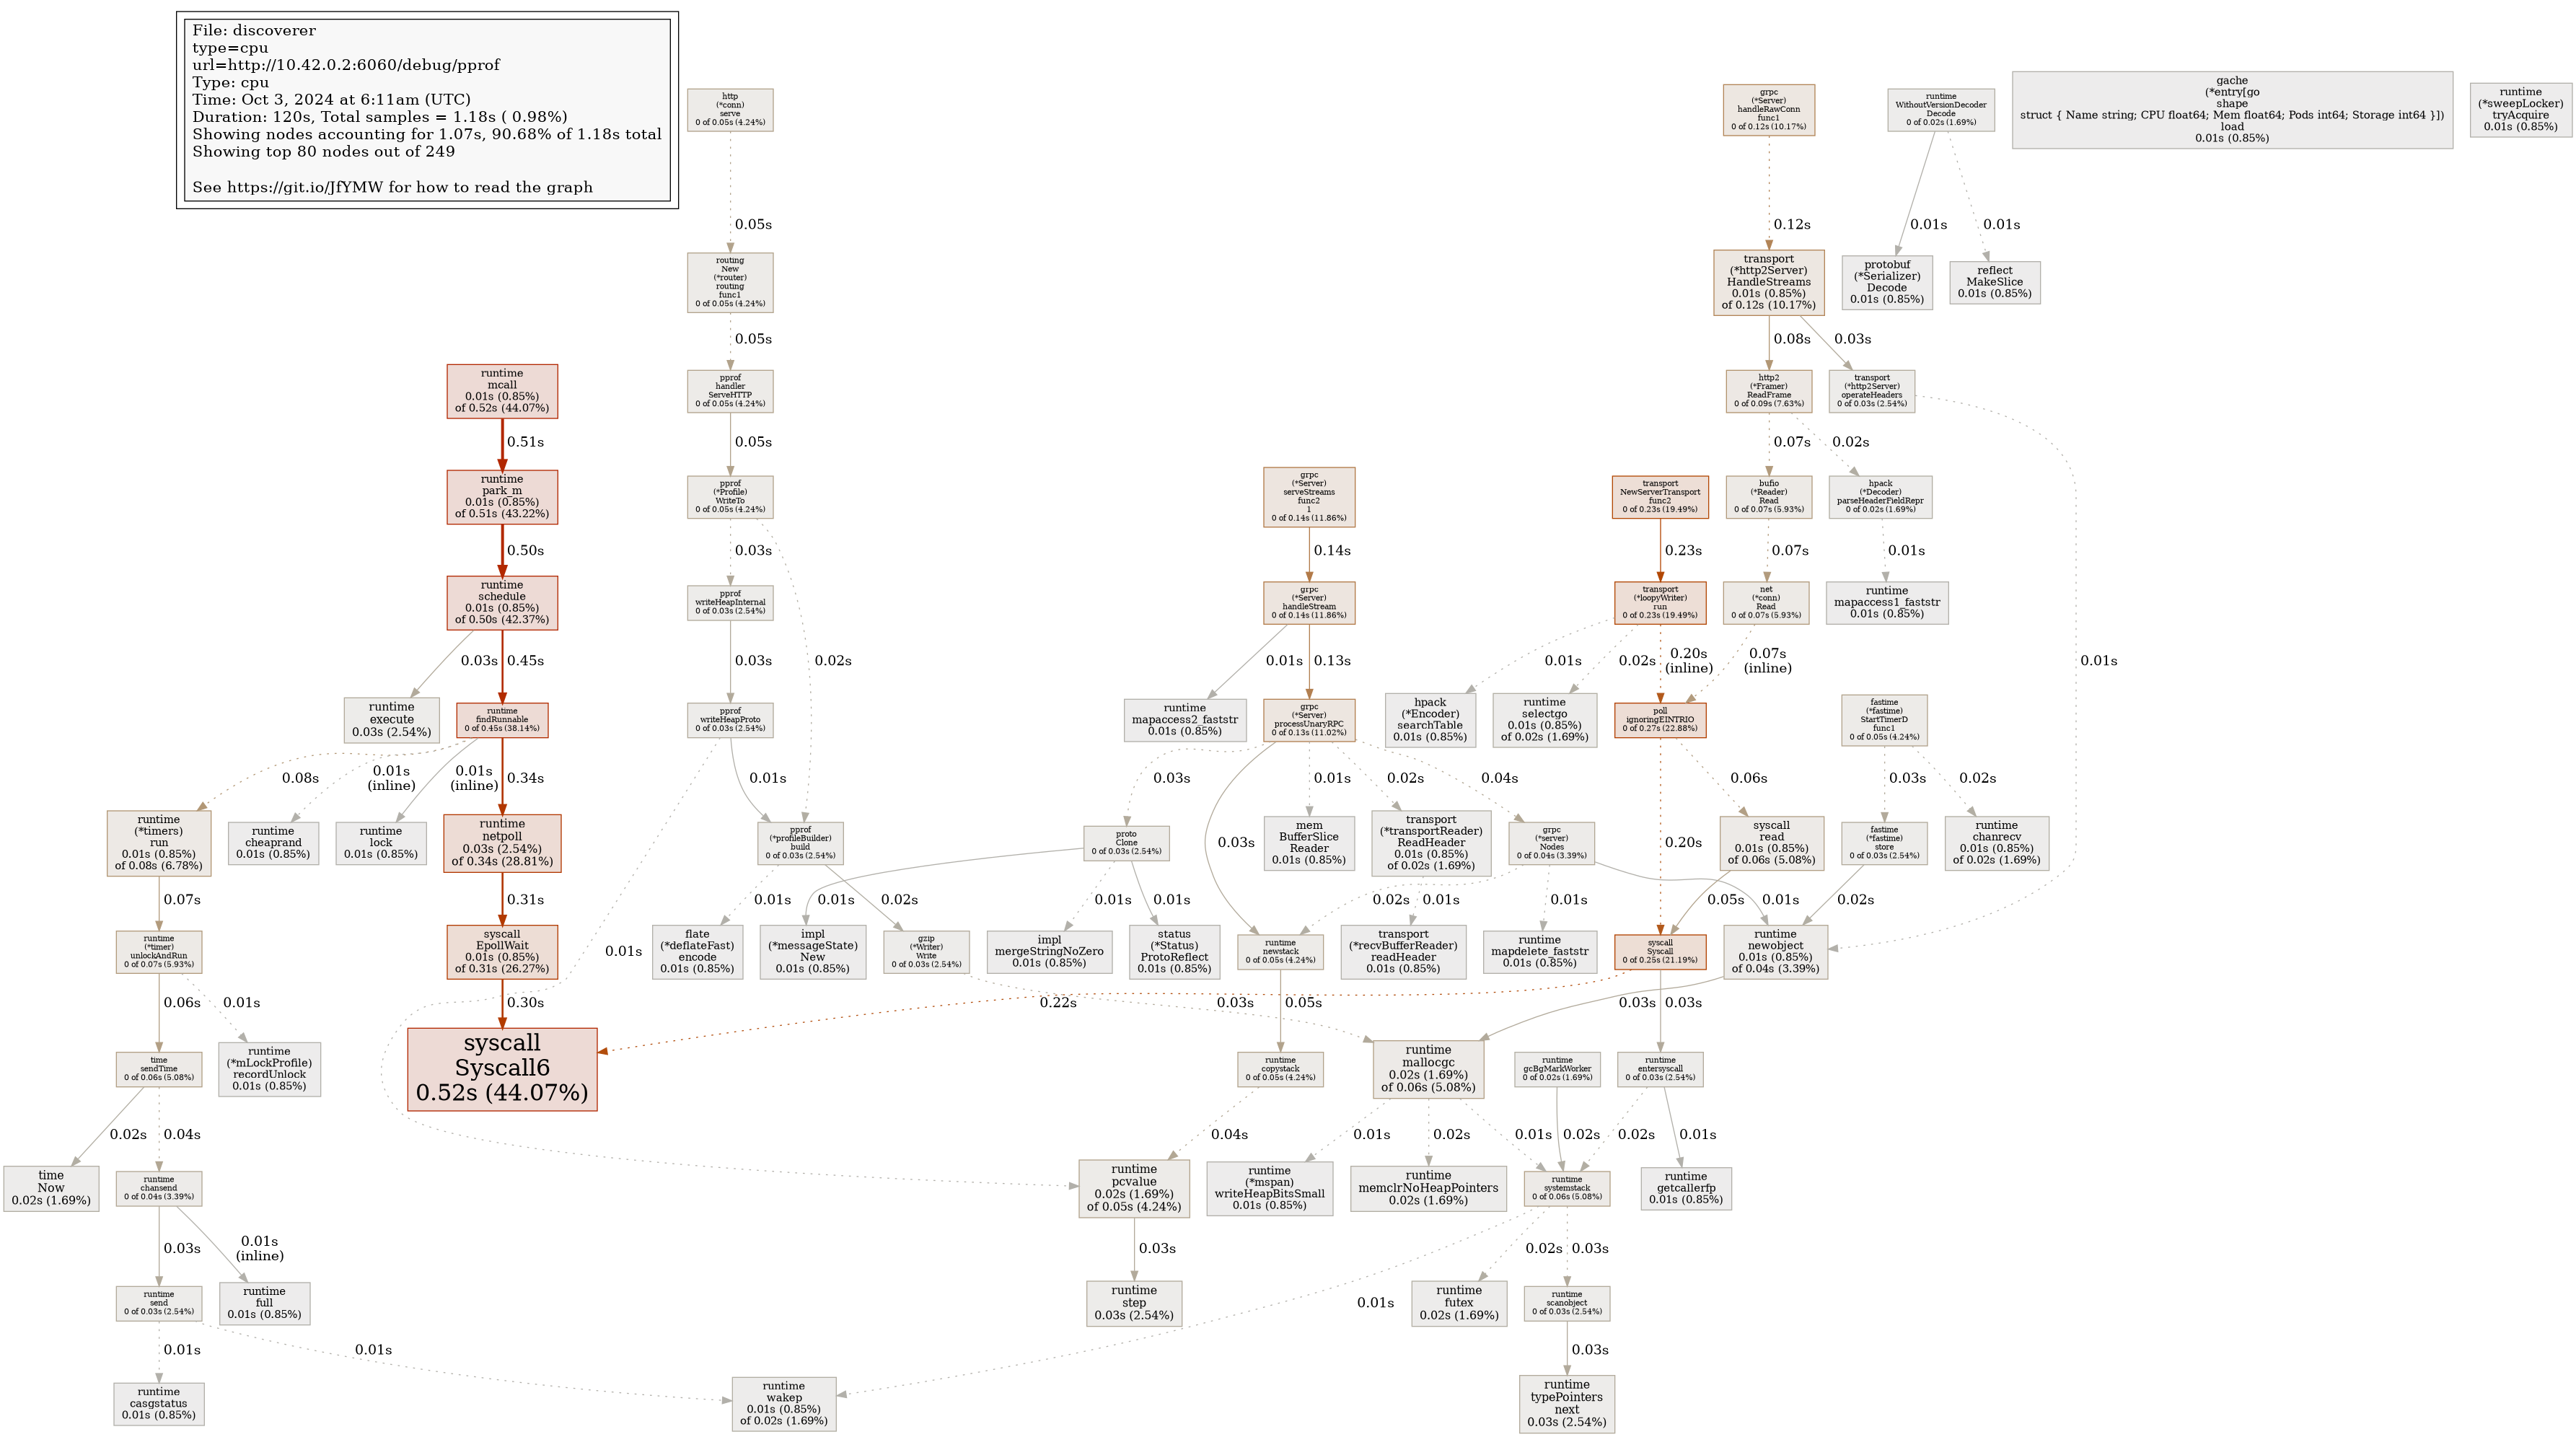 File: discoverer
type=cpu
url=http://10.42.0.2:6060/debug/pprof
Type: cpu
Time: Oct 3, 2024 at 6:11am (UTC)
Duration: 120s, Total samples = 1.18s ( 0.98%)
Showing nodes accounting for 1.07s, 90.68% of 1.18s total
Showing top 80 nodes out of 249
See https://git.io/JfYMW for how to read the graph
http
(*conn)
serve
0 of 0.05s (4.24%)
grpc
(*Server)
handleRawConn
func1
0 of 0.12s (10.17%)
runtime
WithoutVersionDecoder
Decode
0 of 0.02s (1.69%)
gache
(*entry[go
shape
struct { Name string; CPU float64; Mem float64; Pods int64; Storage int64 }])
load
0.01s (0.85%)
runtime
(*sweepLocker)
tryAcquire
0.01s (0.85%)
0.05s
0.12s
0.01s
0.01s
routing
New
(*router)
routing
func1
0 of 0.05s (4.24%)
transport
(*http2Server)
HandleStreams
0.01s (0.85%)
of 0.12s (10.17%)
protobuf
(*Serializer)
Decode
0.01s (0.85%)
reflect
MakeSlice
0.01s (0.85%)
0.05s
0.08s
0.03s
runtime
mcall
0.01s (0.85%)
of 0.52s (44.07%)
pprof
handler
ServeHTTP
0 of 0.05s (4.24%)
http2
(*Framer)
ReadFrame
0 of 0.09s (7.63%)
transport
(*http2Server)
operateHeaders
0 of 0.03s (2.54%)
0.51s
0.05s
0.07s
0.02s
runtime
park_m
0.01s (0.85%)
of 0.51s (43.22%)
pprof
(*Profile)
WriteTo
0 of 0.05s (4.24%)
grpc
(*Server)
serveStreams
func2
1
0 of 0.14s (11.86%)
transport
NewServerTransport
func2
0 of 0.23s (19.49%)
bufio
(*Reader)
Read
0 of 0.07s (5.93%)
hpack
(*Decoder)
parseHeaderFieldRepr
0 of 0.02s (1.69%)
0.50s
0.03s
0.14s
0.23s
0.07s
0.01s
runtime
schedule
0.01s (0.85%)
of 0.50s (42.37%)
pprof
writeHeapInternal
0 of 0.03s (2.54%)
grpc
(*Server)
handleStream
0 of 0.14s (11.86%)
transport
(*loopyWriter)
run
0 of 0.23s (19.49%)
net
(*conn)
Read
0 of 0.07s (5.93%)
runtime
mapaccess1_faststr
0.01s (0.85%)
0.03s
0.45s
0.03s
0.02s
0.01s
0.13s
0.01s
0.02s
0.20s
(inline)
0.07s
(inline)
0.01s
runtime
execute
0.03s (2.54%)
runtime
findRunnable
0 of 0.45s (38.14%)
pprof
writeHeapProto
0 of 0.03s (2.54%)
runtime
mapaccess2_faststr
0.01s (0.85%)
grpc
(*Server)
processUnaryRPC
0 of 0.13s (11.02%)
hpack
(*Encoder)
searchTable
0.01s (0.85%)
runtime
selectgo
0.01s (0.85%)
of 0.02s (1.69%)
poll
ignoringEINTRIO
0 of 0.27s (22.88%)
fastime
(*fastime)
StartTimerD
func1
0 of 0.05s (4.24%)
0.08s
0.01s
(inline)
0.01s
(inline)
0.34s
0.01s
0.03s
0.01s
0.02s
0.04s
0.06s
0.03s
0.02s
runtime
(*timers)
run
0.01s (0.85%)
of 0.08s (6.78%)
runtime
cheaprand
0.01s (0.85%)
runtime
lock
0.01s (0.85%)
runtime
netpoll
0.03s (2.54%)
of 0.34s (28.81%)
pprof
(*profileBuilder)
build
0 of 0.03s (2.54%)
proto
Clone
0 of 0.03s (2.54%)
0.03s
mem
BufferSlice
Reader
0.01s (0.85%)
transport
(*transportReader)
ReadHeader
0.01s (0.85%)
of 0.02s (1.69%)
grpc
(*server)
Nodes
0 of 0.04s (3.39%)
0.20s
syscall
read
0.01s (0.85%)
of 0.06s (5.08%)
fastime
(*fastime)
store
0 of 0.03s (2.54%)
runtime
chanrecv
0.01s (0.85%)
of 0.02s (1.69%)
0.07s
0.31s
0.01s
0.01s
0.02s
0.01s
0.01s
0.02s
0.01s
0.01s
0.05s
0.01s
0.02s
runtime
(*timer)
unlockAndRun
0 of 0.07s (5.93%)
syscall
EpollWait
0.01s (0.85%)
of 0.31s (26.27%)
0.01s
flate
(*deflateFast)
encode
0.01s (0.85%)
impl
(*messageState)
New
0.01s (0.85%)
gzip
(*Writer)
Write
0 of 0.03s (2.54%)
impl
mergeStringNoZero
0.01s (0.85%)
status
(*Status)
ProtoReflect
0.01s (0.85%)
runtime
newstack
0 of 0.05s (4.24%)
transport
(*recvBufferReader)
readHeader
0.01s (0.85%)
runtime
mapdelete_faststr
0.01s (0.85%)
syscall
Syscall
0 of 0.25s (21.19%)
runtime
newobject
0.01s (0.85%)
of 0.04s (3.39%)
0.06s
0.01s
0.30s
0.22s
0.03s
0.05s
0.03s
0.03s
time
sendTime
0 of 0.06s (5.08%)
runtime
(*mLockProfile)
recordUnlock
0.01s (0.85%)
syscall
Syscall6
0.52s (44.07%)
runtime
copystack
0 of 0.05s (4.24%)
runtime
mallocgc
0.02s (1.69%)
of 0.06s (5.08%)
runtime
gcBgMarkWorker
0 of 0.02s (1.69%)
runtime
entersyscall
0 of 0.03s (2.54%)
0.02s
0.04s
0.04s
0.01s
0.02s
0.01s
0.02s
0.02s
0.01s
time
Now
0.02s (1.69%)
runtime
chansend
0 of 0.04s (3.39%)
runtime
pcvalue
0.02s (1.69%)
of 0.05s (4.24%)
runtime
(*mspan)
writeHeapBitsSmall
0.01s (0.85%)
runtime
memclrNoHeapPointers
0.02s (1.69%)
runtime
systemstack
0 of 0.06s (5.08%)
runtime
getcallerfp
0.01s (0.85%)
0.03s
0.01s
(inline)
0.03s
0.02s
0.03s
runtime
send
0 of 0.03s (2.54%)
runtime
full
0.01s (0.85%)
runtime
step
0.03s (2.54%)
0.01s
runtime
futex
0.02s (1.69%)
runtime
scanobject
0 of 0.03s (2.54%)
0.01s
0.01s
0.03s
runtime
casgstatus
0.01s (0.85%)
runtime
wakep
0.01s (0.85%)
of 0.02s (1.69%)
runtime
typePointers
next
0.03s (2.54%)